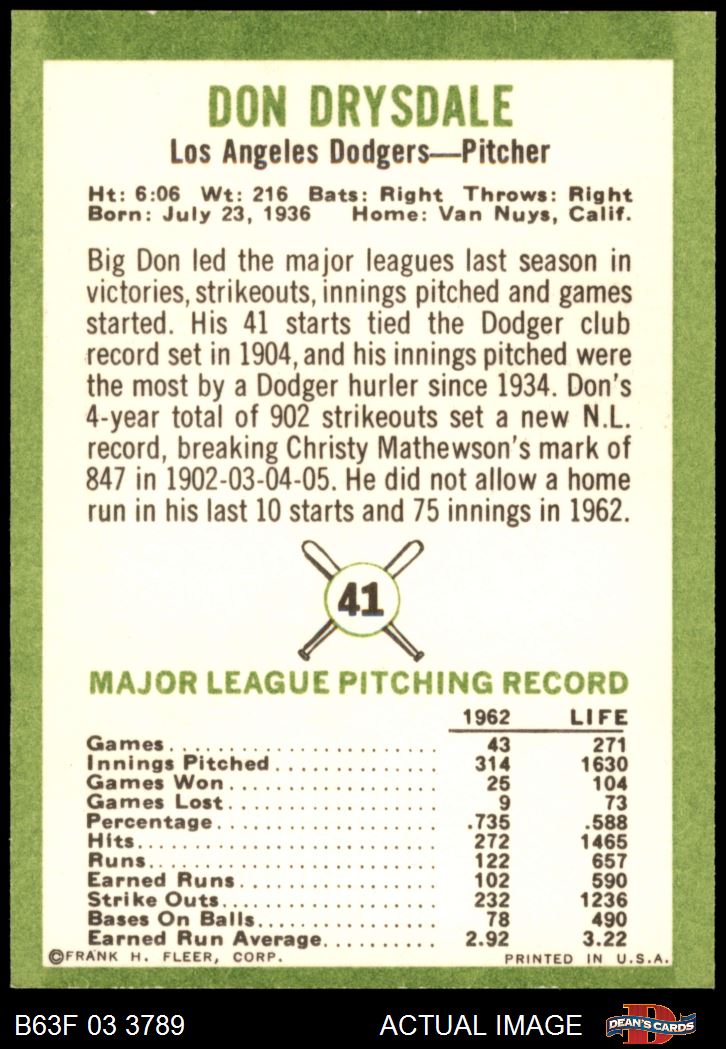 DON DRYSDALE
Los Angeles Dodgers—Pitcher
Ht: 6:06 Wt: 216 Bats: Right Throws: Right
Born: July 23, 1936 Home: Van Nuys, Calif.
Big Don led the major leagues last season in
victories, strikeouts, innings pitched and games
started. His 41 starts tied the Dodger club
record set in 1904, and his innings pitched were
the most by a Dodger hurler since 1934. Don's
4-year total of 902 strikeouts set a new N.L.
record, breaking Christy Mathewson's mark of
847 in 1902-03-04-05. He did not allow a home
run in his last 10 starts and 75 innings in 1962.
41
MAJOR LEAGUE PITCHING RECORD
1962 LIFE
Games 43 271
Innings Pitched 314 1630
Games Won 25 104
Games Lost 9 73
Percentage .735 .588
Hits 272 1465
Runs 122 657
Earned Runs 102 590
Strike Outs 232 1236
Bases On Balls 78 490
Earned Run Average 2.92 3.22
©FRANK H. FLEER, CORP. PRINTED IN U.S.A.
B63F 03 3789 ACTUAL IMAGE D DEAN'S CARDS